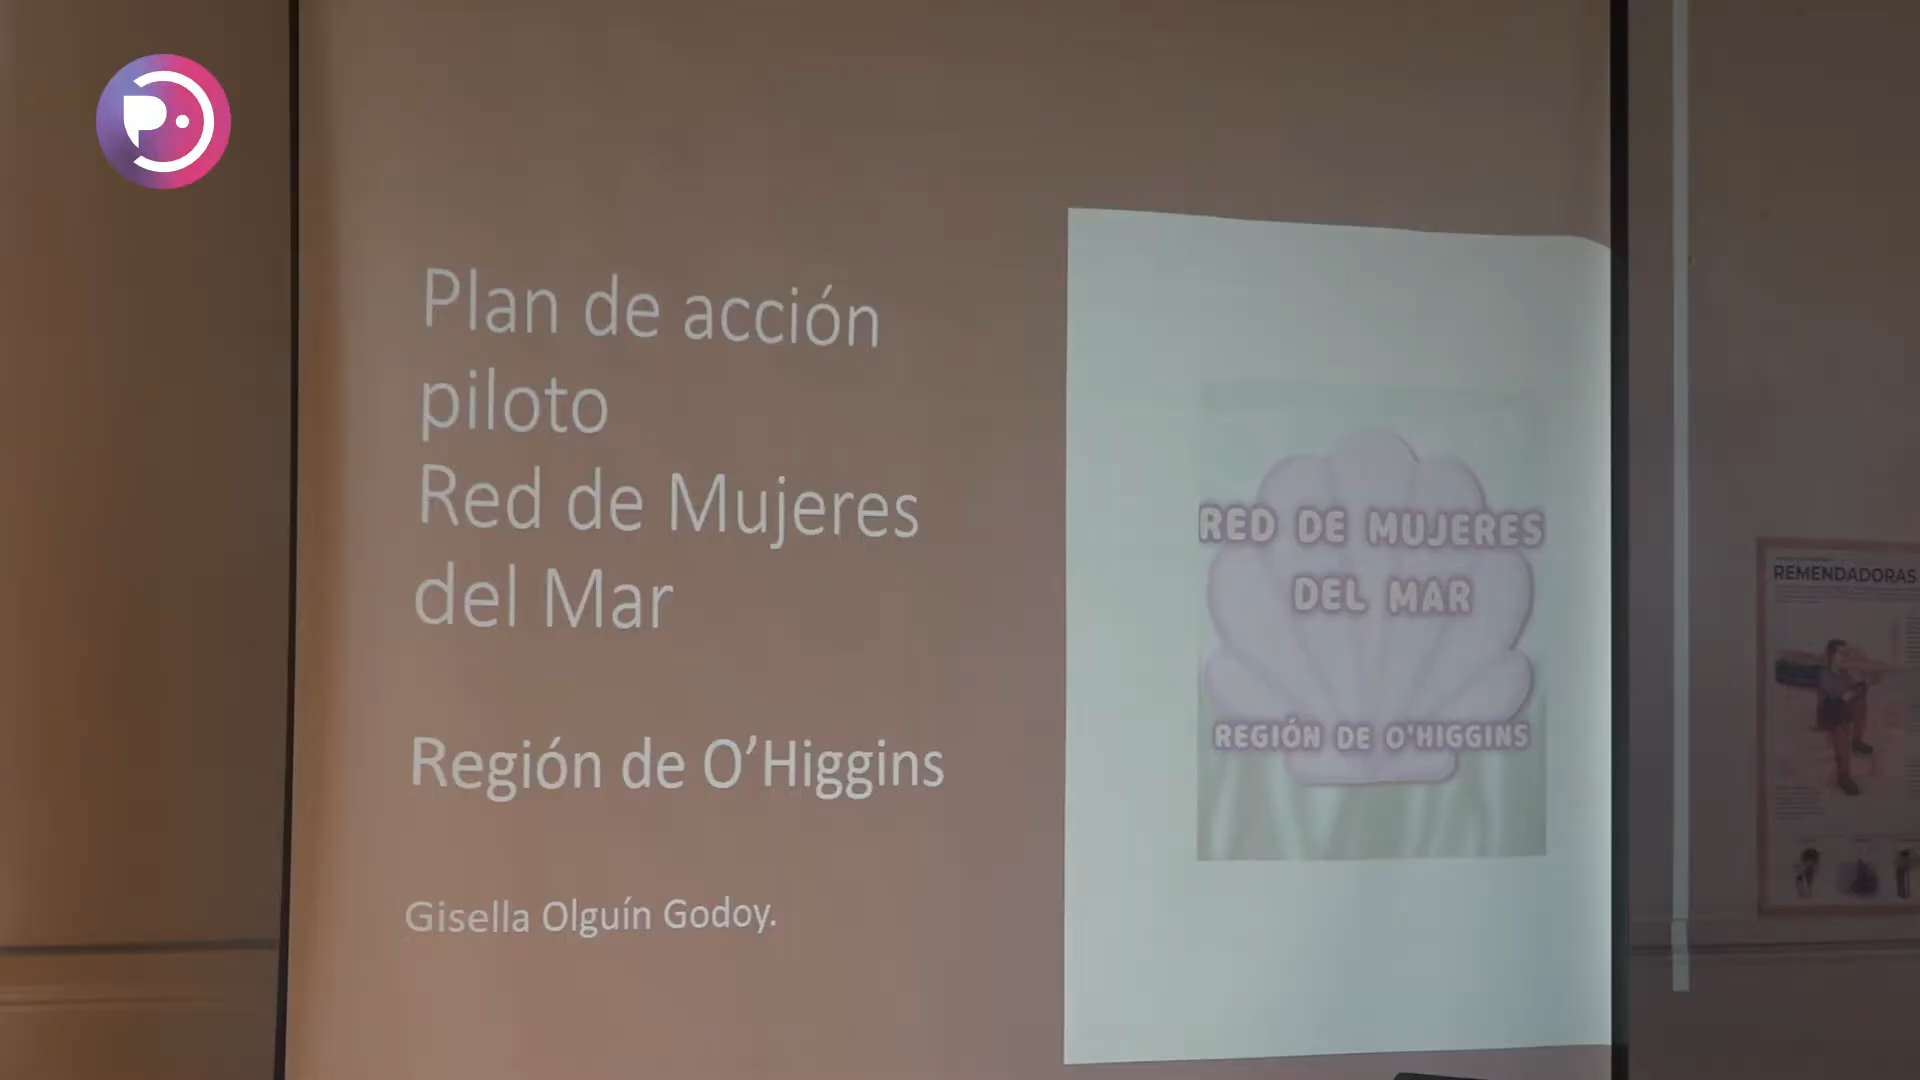 Plan de acción
piloto
Red de Mujeres
del Mar
Región de O’Higgins
Gisella Olguín Godoy.
RED DE MUJERES
DEL MAR
REGIÓN DE O'HIGGINS
REMENDADORAS